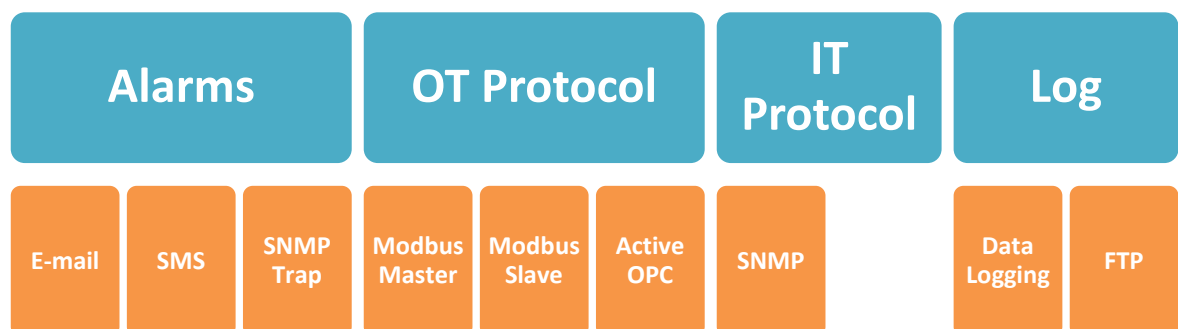 Alarms
OT Protocol
IT
Protocol
Log
E-mail
SMS
SNMP
Trap
Modbus
Master
Modbus
Slave
Active
OPC
SNMP
Data
Logging
FTP